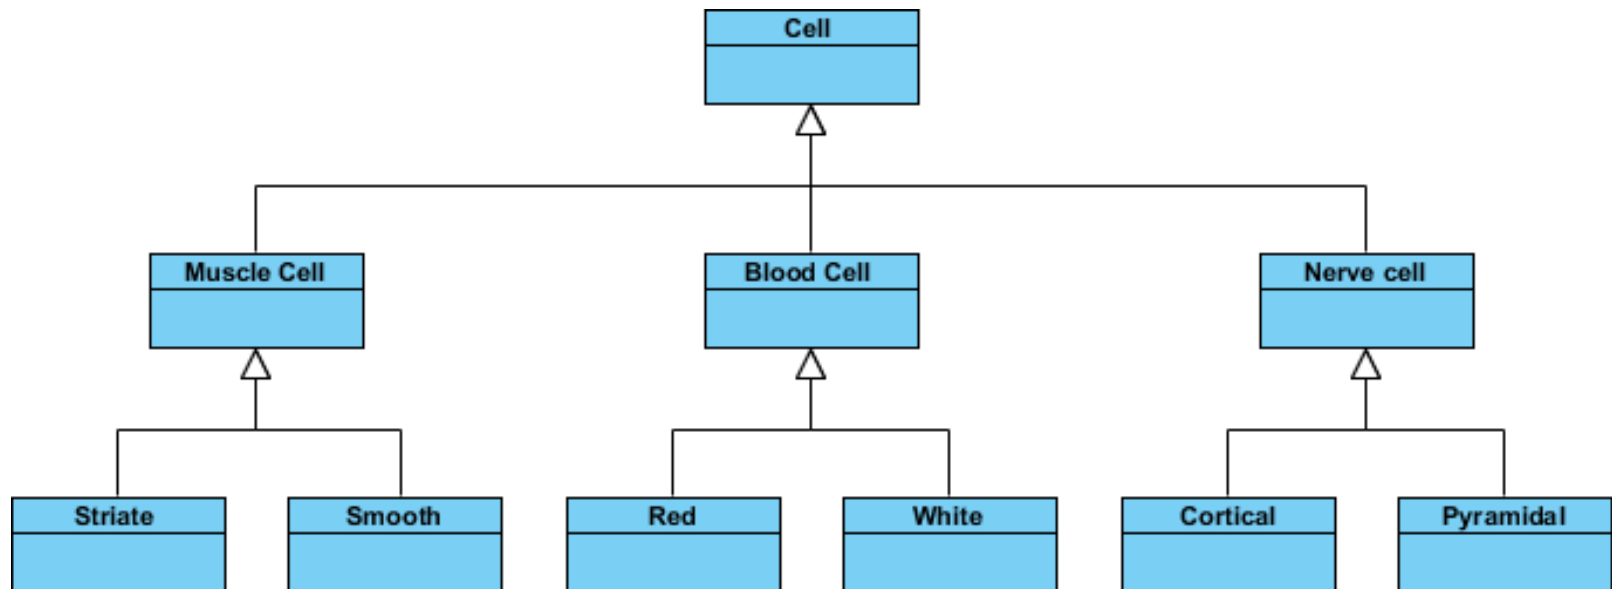 Cell
Muscle Cell
Blood Cell
Nerve cell
Striate
Smooth
Red
White
Cortical
Pyramidal